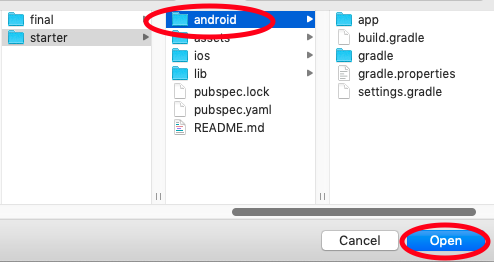 final
starter
android
assets
ios
lib
pubspec.lock
pubspec.yaml
README.md
app
build.gradle
gradle
gradle.properties
settings.gradle
Cancel
Open